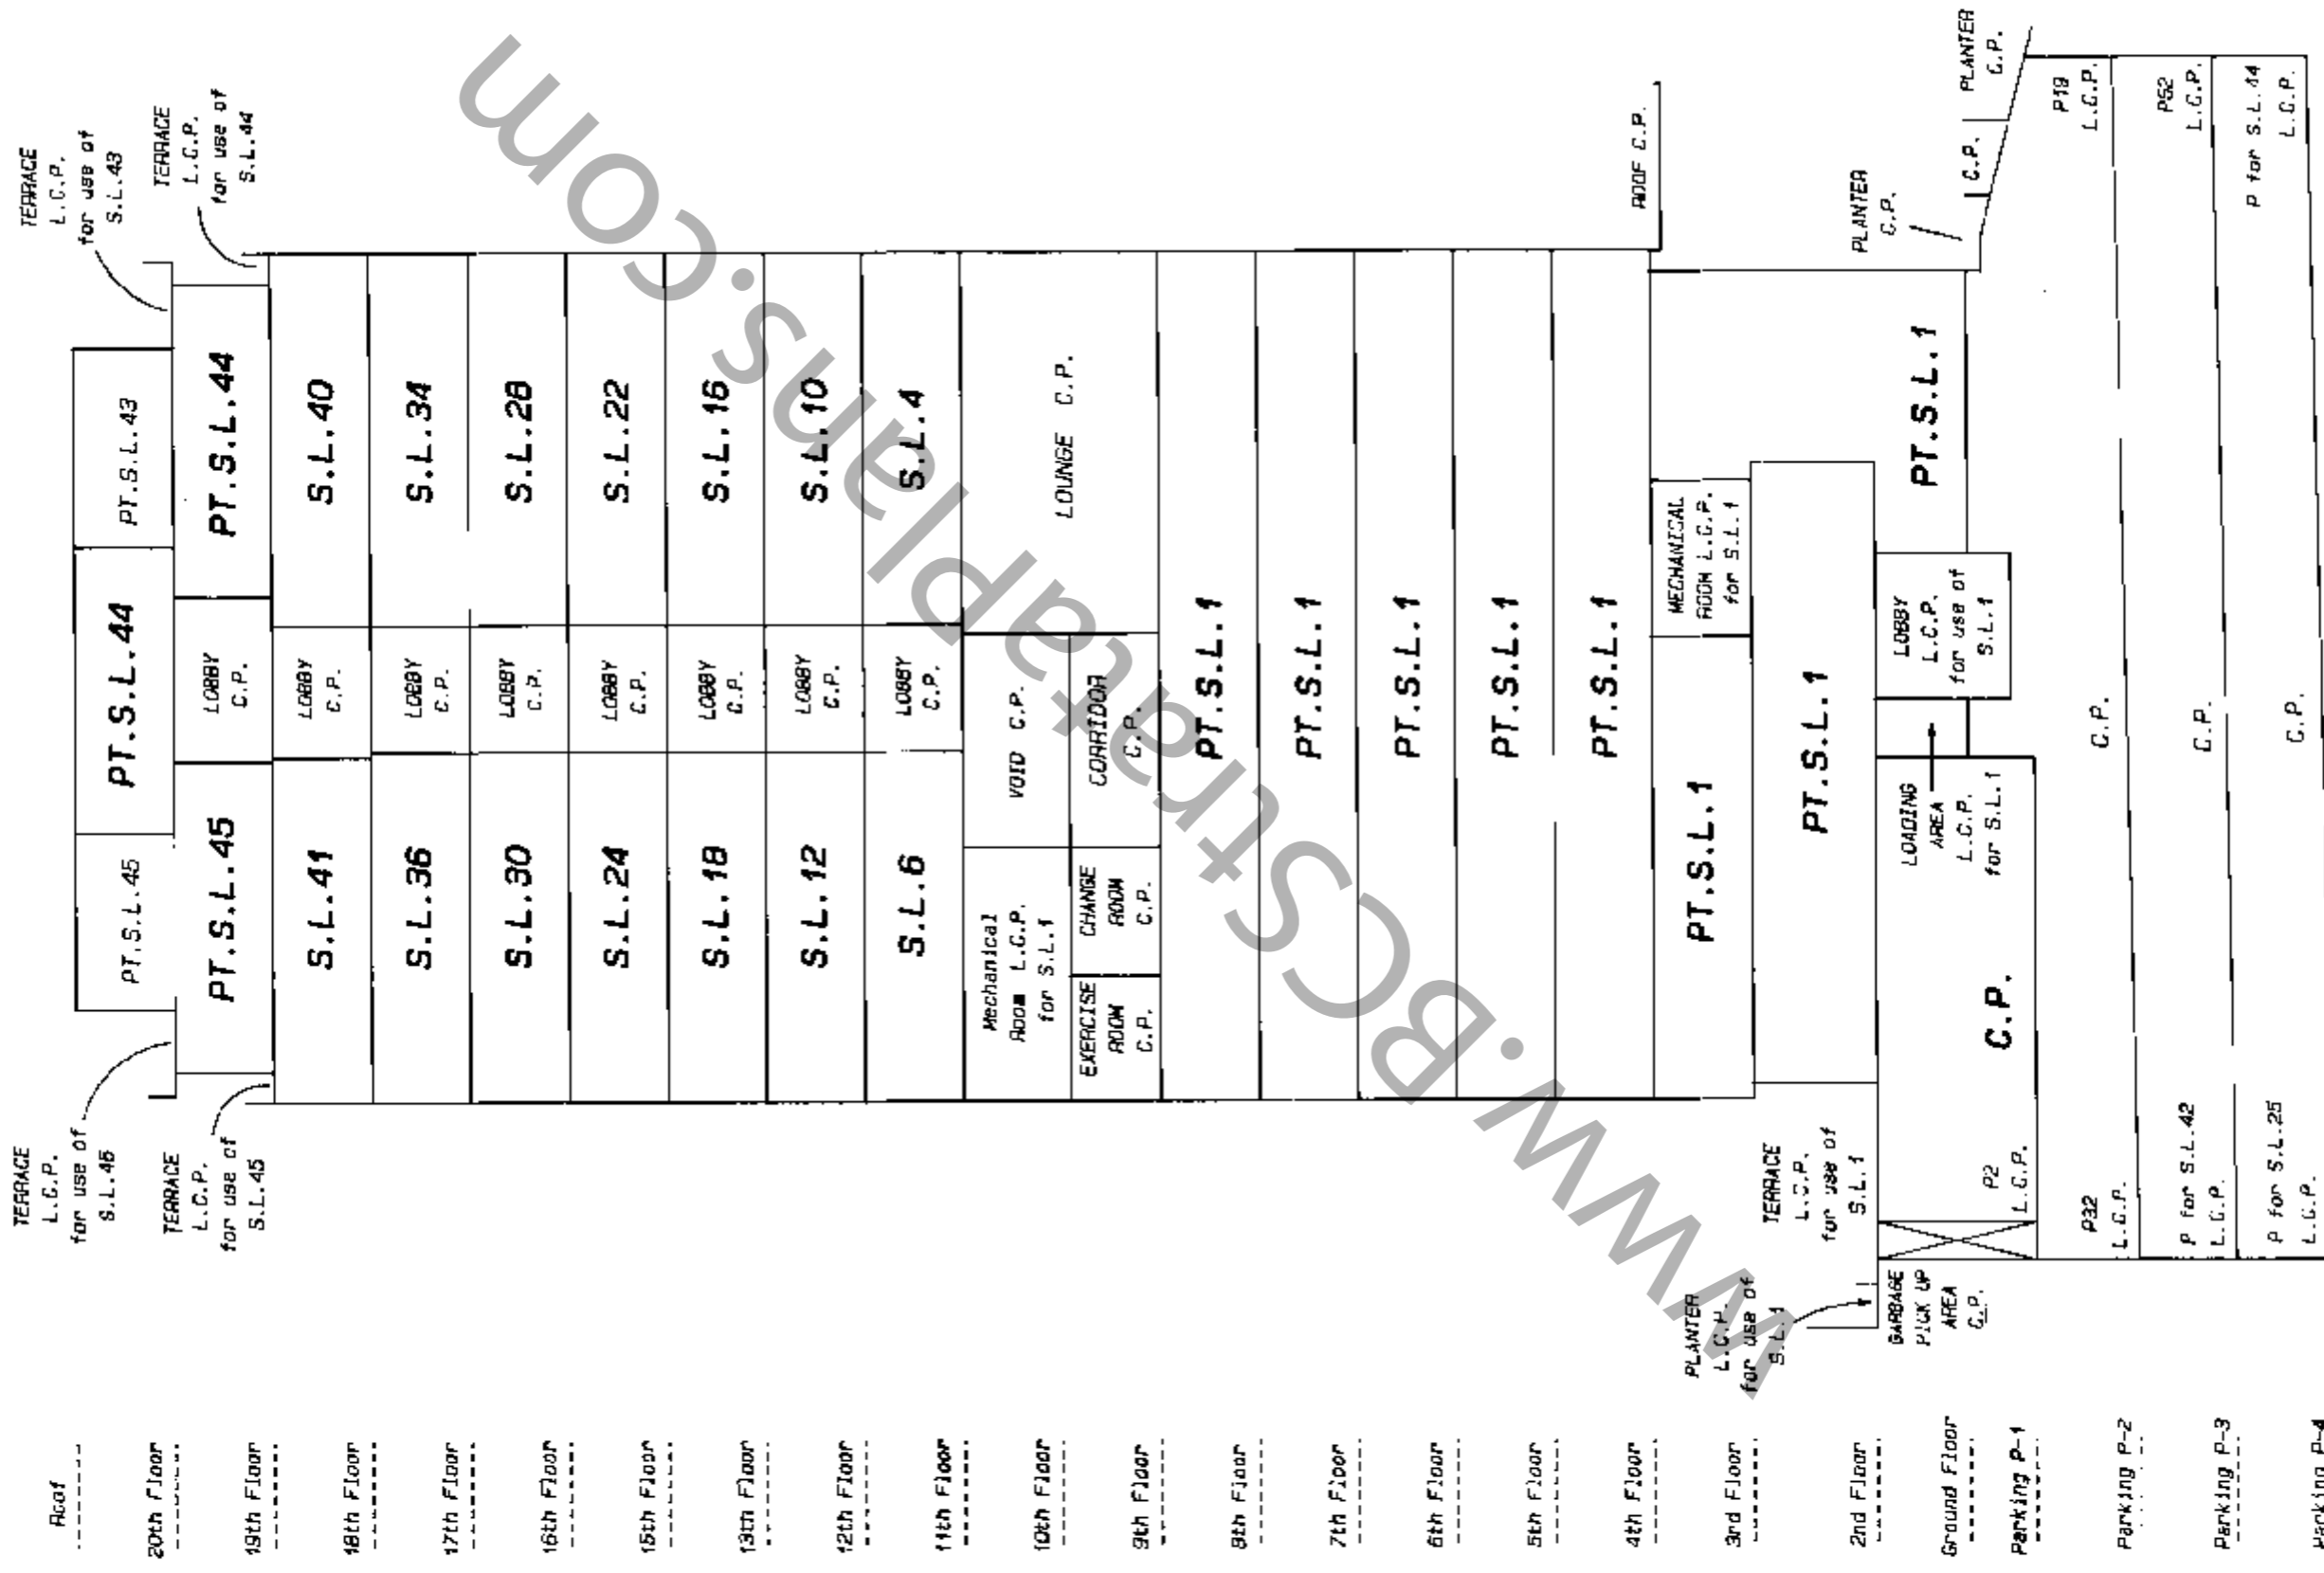 Roof
20th Floor
19th Floor
18th Floor
17th Floor
16th Floor
15th Floor
13th Floor
12th Floor
11th Floor
10th Floor
9th Floor
8th Floor
7th Floor
6th Floor
5th Floor
4th Floor
3rd Floor
2nd Floor
Ground Floor
Parking P-1
Parking P-2
Parking P-3
Parking P-4
TERRACE
L.C.P.
for use of
S.L.45
TERRACE
L.C.P.
for use of
S.L.45
TERRACE
L.C.P.
for use of
S.L.43
TERRACE
L.C.P.
for use of
S.L.44
PT.S.L.45
PT.S.L.44
PT.S.L.43
PT.S.L.45
LOBBY
C.P.
PT.S.L.44
S.L.41
LOBBY
C.P.
S.L.40
S.L.36
LOBBY
C.P.
S.L.34
S.L.30
LOBBY
C.P.
S.L.28
S.L.24
LOBBY
C.P.
S.L.22
S.L.18
LOBBY
C.P.
S.L.16
S.L.12
LOBBY
C.P.
S.L.10
S.L.6
LOBBY
C.P.
S.L.4
Mechanical
Room L.C.P.
for S.L.1
VOID C.P.
LOUNGE C.P.
EXERCISE
ROOM
C.P.
CHANGE
ROOM
C.P.
CORRIDOR
C.P.
PT.S.L.1
PT.S.L.1
PT.S.L.1
PT.S.L.1
PT.S.L.1
ROOF C.P.
PT.S.L.1
MECHANICAL
ROOM L.C.P.
for S.L.1
TERRACE
L.C.P.
for use of
S.L.1
PLANTER
L.C.P.
for use of
S.L.1
PT.S.L.1
GARBAGE
PICK UP
AREA
C.P.
LOADING
AREA
L.C.P.
for S.L.1
LOBBY
L.C.P.
for use of
S.L.1
PT.S.L.1
PLANTER
C.P.
C.P.
PLANTER
C.P.
P2
L.C.P.
C.P.
P32
L.C.P.
C.P.
P19
L.C.P.
P for S.L.42
L.C.P.
C.P.
P52
L.C.P.
P for S.L.25
L.C.P.
C.P.
P for S.L.44
L.C.P.
www.BCStrataPlans.com